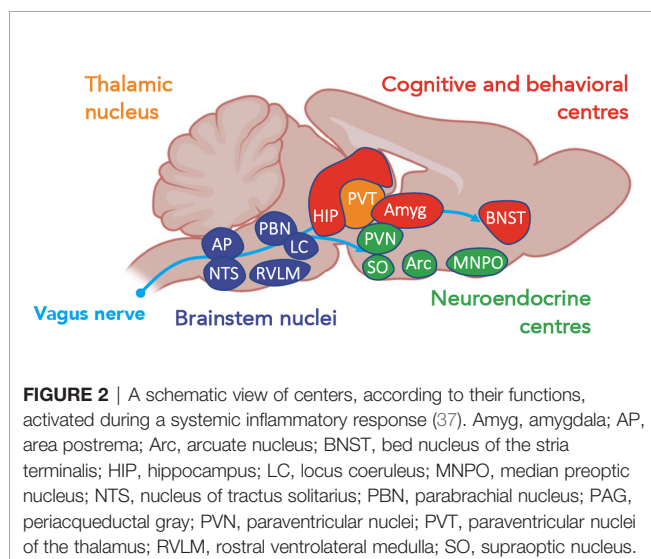 Thalamic
nucleus
Cognitive and behavioral
centres
HIP
PVT
Amyg
BNST
AP
PBN
LC
PVN
NTS
RVLM
SO
Arc
MNPO
Vagus nerve
Brainstem nuclei
Neuroendocrine
centres
FIGURE 2 | A schematic view of centers, according to their functions,
activated during a systemic inflammatory response (37). Amyg, amygdala; AP,
area postrema; Arc, arcuate nucleus; BNST, bed nucleus of the stria
terminalis; HIP, hippocampus; LC, locus coeruleus; MNPO, median preoptic
nucleus; NTS, nucleus of tractus solitarius; PBN, parabrachial nucleus; PAG,
periacqueductal gray; PVN, paraventricular nuclei; PVT, paraventricular nuclei
of the thalamus; RVLM, rostral ventrolateral medulla; SO, supraoptic nucleus.